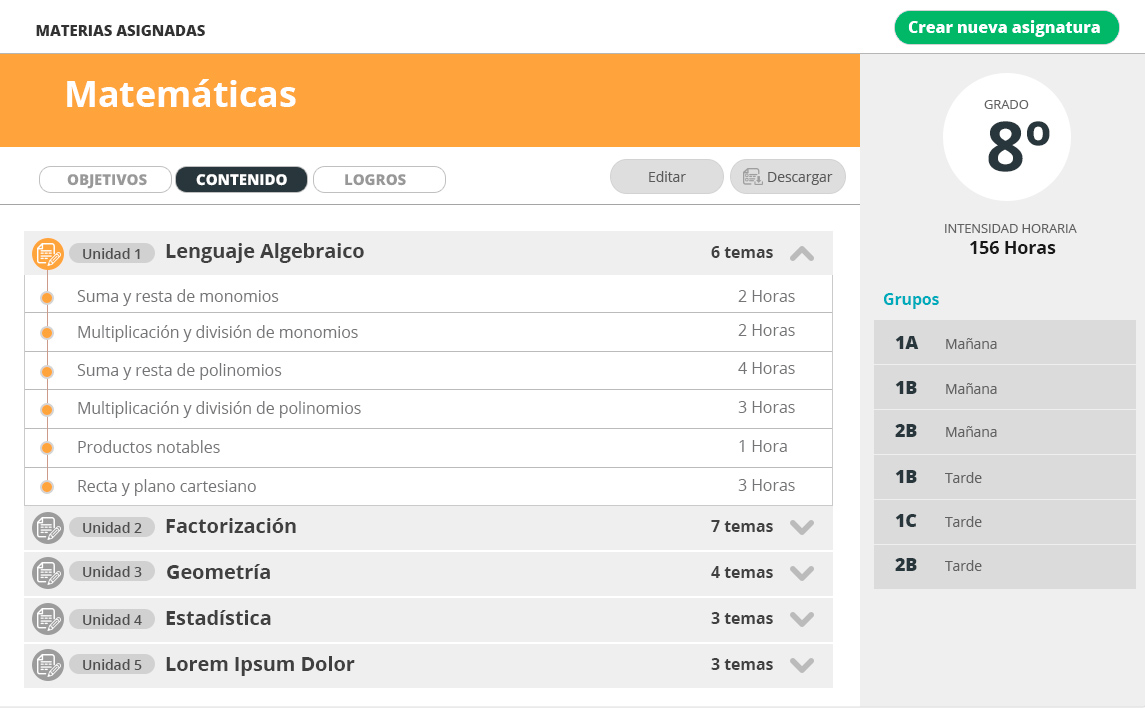 MATERIAS ASIGNADAS
Crear nueva asignatura
Matemáticas
OBJETIVOS
CONTENIDO
LOGROS
Editar
Descargar
Unidad 1 Lenguaje Algebraico 6 temas
Suma y resta de monomios 2 Horas
Multiplicación y división de monomios 2 Horas
Suma y resta de polinomios 4 Horas
Multiplicación y división de polinomios 3 Horas
Productos notables 1 Hora
Recta y plano cartesiano 3 Horas
Unidad 2 Factorización 7 temas
Unidad 3 Geometría 4 temas
Unidad 4 Estadística 3 temas
Unidad 5 Lorem Ipsum Dolor 3 temas
GRADO
8º
INTENSIDAD HORARIA
156 Horas
Grupos
1A Mañana
1B Mañana
2B Mañana
1B Tarde
1C Tarde
2B Tarde